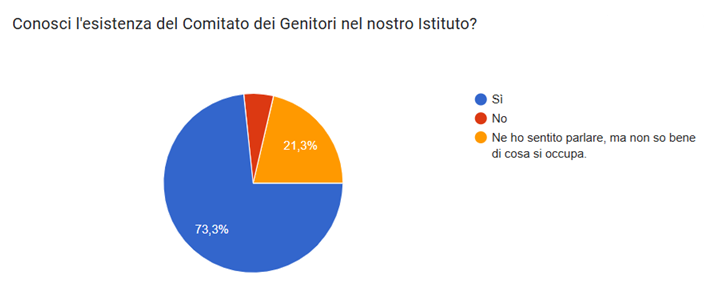 Conosci l'esistenza del Comitato dei Genitori nel nostro Istituto?
Sì
No
Ne ho sentito parlare, ma non so bene
di cosa si occupa.
21,3%
73,3%